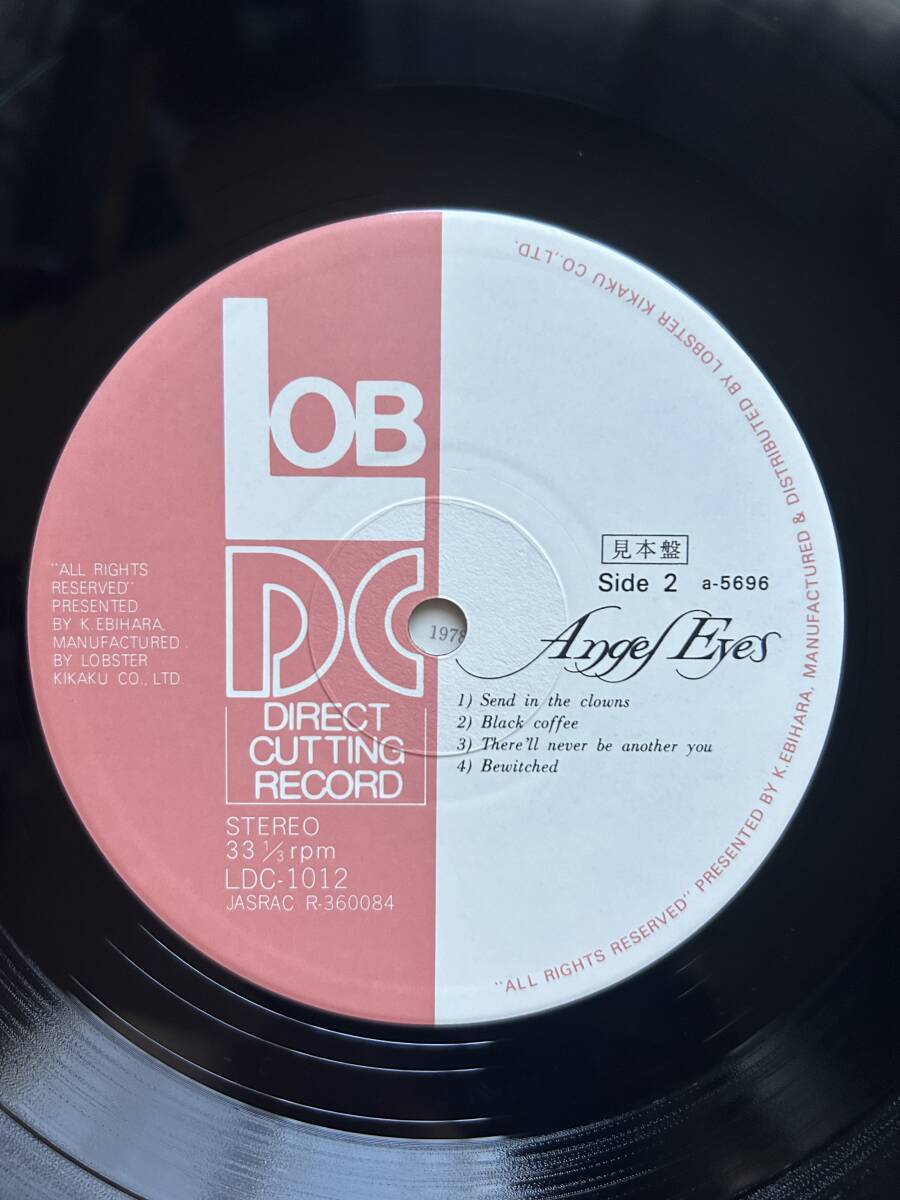 LOB
DC
DIRECT
CUTTING
RECORD
STEREO
33 1/3 rpm
LDC-1012
JASRAC R-360084
"ALL RIGHTS
RESERVED"
PRESENTED
BY K.EBIHARA,
MANUFACTURED
BY LOBSTER
KIKAKU CO., LTD.
1978
見本盤
Side 2 a-5696
Angel Eyes
1) Send in the clowns
2) Black coffee
3) There'll never be another you
4) Bewitched
"ALL RIGHTS RESERVED" PRESENTED BY K.EBIHARA, MANUFACTURED & DISTRIBUTED BY LOBSTER KIKAKU CO.,LTD.